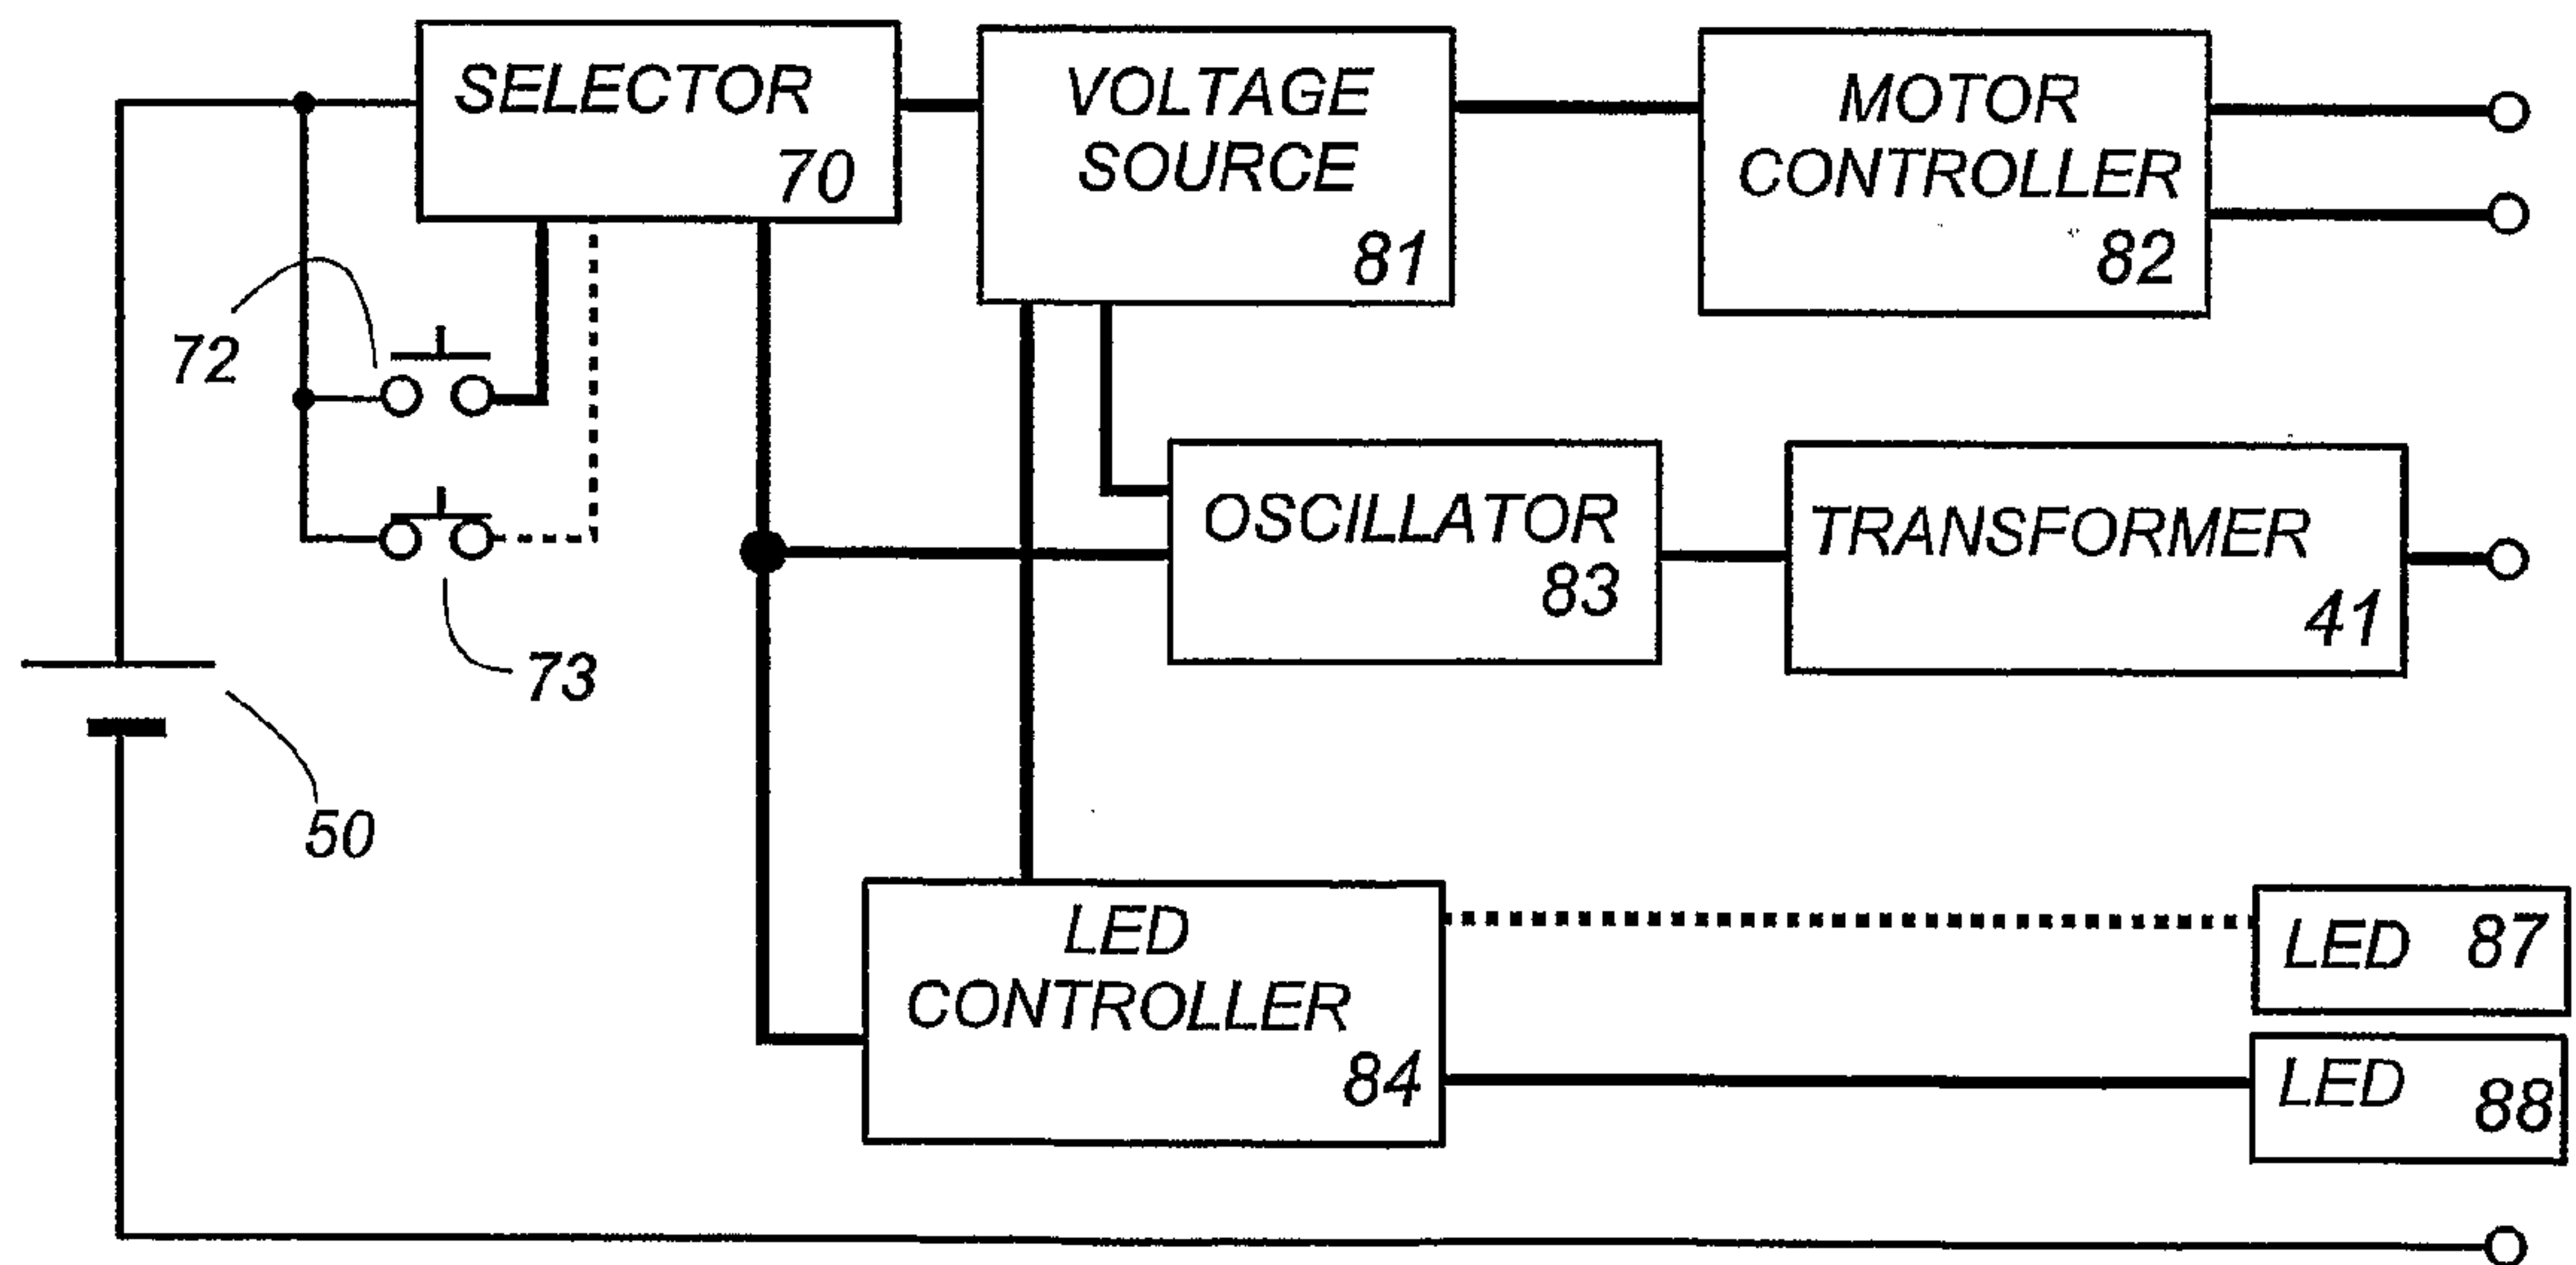 SELECTOR
70
VOLTAGE
SOURCE
81
MOTOR
CONTROLLER
82
72
73
50
OSCILLATOR
83
TRANSFORMER
41
LED
CONTROLLER
84
LED 87
LED 88